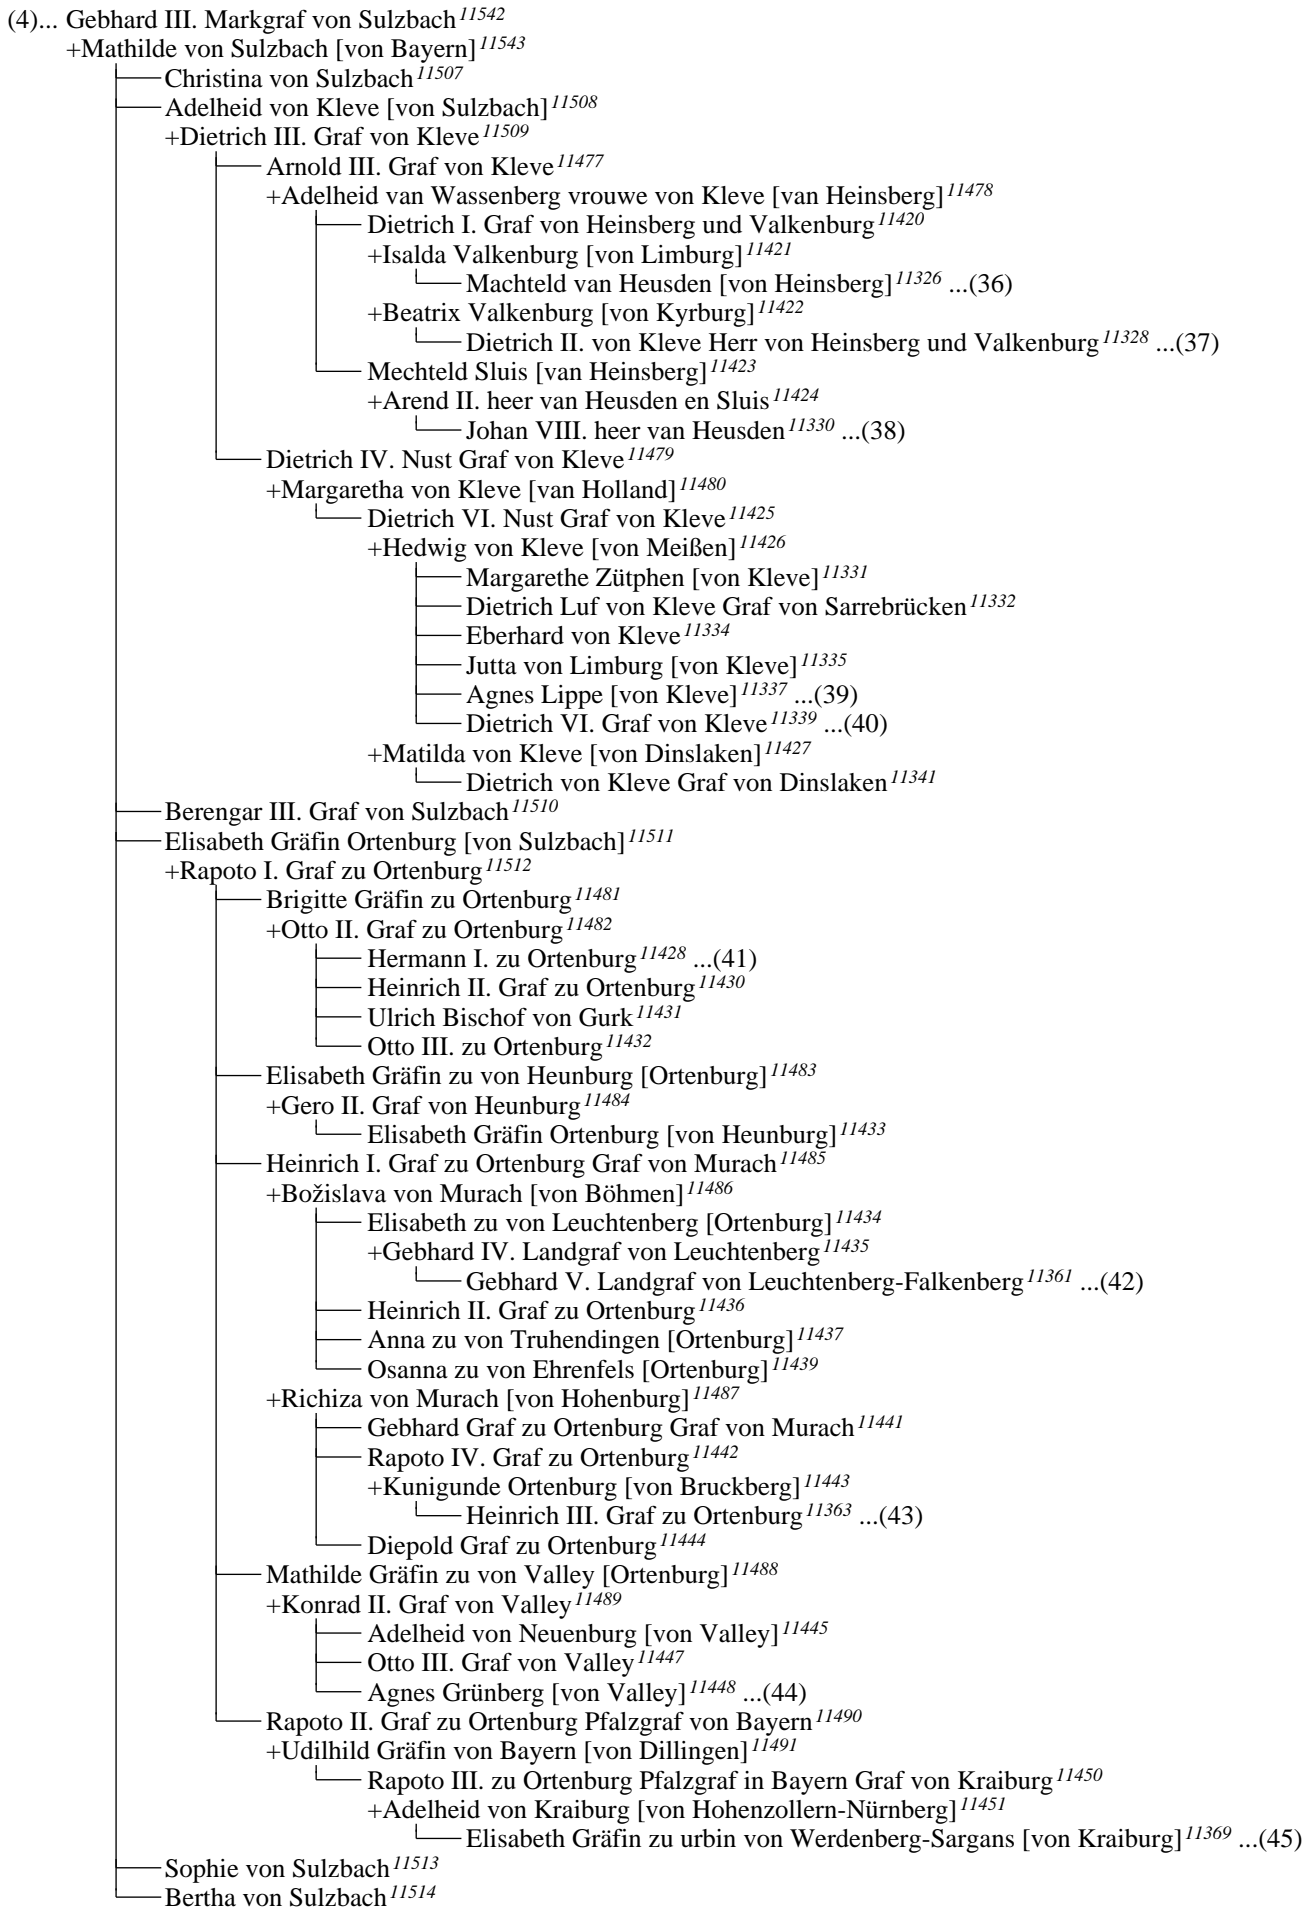 (4)... Gebhard III. Markgraf von Sulzbach 11542
+Mathilde von Sulzbach [von Bayern] 11543
Christina von Sulzbach 11507
Adelheid von Kleve [von Sulzbach] 11508
+Dietrich III. Graf von Kleve 11509
Arnold III. Graf von Kleve 11477
+Adelheid van Wassenberg vrouwe von Kleve [van Heinsberg] 11478
Dietrich I. Graf von Heinsberg und Valkenburg 11420
+Isalda Valkenburg [von Limburg] 11421
Machteld van Heusden [von Heinsberg] 11326 ...(36)
+Beatrix Valkenburg [von Kyrburg] 11422
Dietrich II. von Kleve Herr von Heinsberg und Valkenburg 11328 ...(37)
Mechteld Sluis [van Heinsberg] 11423
+Arend II. heer van Heusden en Sluis 11424
Johan VIII. heer van Heusden 11330 ...(38)
Dietrich IV. Nust Graf von Kleve 11479
+Margaretha von Kleve [van Holland] 11480
Dietrich VI. Nust Graf von Kleve 11425
+Hedwig von Kleve [von Meißen] 11426
Margarethe Zütphen [von Kleve] 11331
Dietrich Luf von Kleve Graf von Sarrebrücken 11332
Eberhard von Kleve 11334
Jutta von Limburg [von Kleve] 11335
Agnes Lippe [von Kleve] 11337 ...(39)
Dietrich VI. Graf von Kleve 11339 ...(40)
+Matilda von Kleve [von Dinslaken] 11427
Dietrich von Kleve Graf von Dinslaken 11341
Berengar III. Graf von Sulzbach 11510
Elisabeth Gräfin Ortenburg [von Sulzbach] 11511
+Rapoto I. Graf zu Ortenburg 11512
Brigitte Gräfin zu Ortenburg 11481
+Otto II. Graf zu Ortenburg 11482
Hermann I. zu Ortenburg 11428 ...(41)
Heinrich II. Graf zu Ortenburg 11430
Ulrich Bischof von Gurk 11431
Otto III. zu Ortenburg 11432
Elisabeth Gräfin zu von Heunburg [Ortenburg] 11483
+Gero II. Graf von Heunburg 11484
Elisabeth Gräfin Ortenburg [von Heunburg] 11433
Heinrich I. Graf zu Ortenburg Graf von Murach 11485
+Božislava von Murach [von Böhmen] 11486
Elisabeth zu von Leuchtenberg [Ortenburg] 11434
+Gebhard IV. Landgraf von Leuchtenberg 11435
Gebhard V. Landgraf von Leuchtenberg-Falkenberg 11361 ...(42)
Heinrich II. Graf zu Ortenburg 11436
Anna zu von Truhendingen [Ortenburg] 11437
Osanna zu von Ehrenfels [Ortenburg] 11439
+Richiza von Murach [von Hohenburg] 11487
Gebhard Graf zu Ortenburg Graf von Murach 11441
Rapoto IV. Graf zu Ortenburg 11442
+Kunigunde Ortenburg [von Bruckberg] 11443
Heinrich III. Graf zu Ortenburg 11363 ...(43)
Diepold Graf zu Ortenburg 11444
Mathilde Gräfin zu von Valley [Ortenburg] 11488
+Konrad II. Graf von Valley 11489
Adelheid von Neuenburg [von Valley] 11445
Otto III. Graf von Valley 11447
Agnes Grünberg [von Valley] 11448 ...(44)
Rapoto II. Graf zu Ortenburg Pfalzgraf von Bayern 11490
+Udilhild Gräfin von Bayern [von Dillingen] 11491
Rapoto III. zu Ortenburg Pfalzgraf in Bayern Graf von Kraiburg 11450
+Adelheid von Kraiburg [von Hohenzollern-Nürnberg] 11451
Elisabeth Gräfin zu urbin von Werdenberg-Sargans [von Kraiburg] 11369 ...(45)
Sophie von Sulzbach 11513
Bertha von Sulzbach 11514